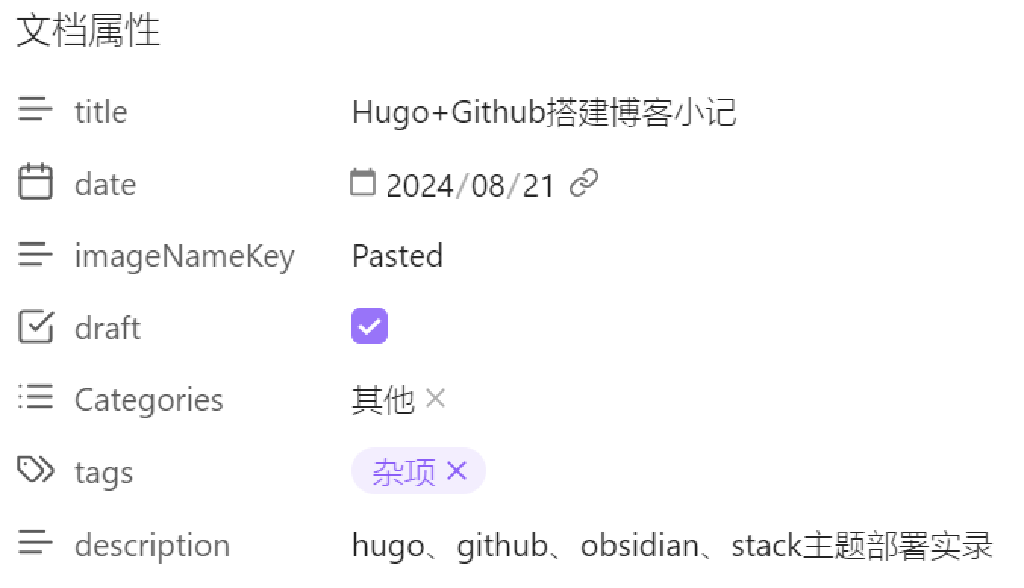 文档属性
title Hugo+Github搭建博客小记
date 2024/08/21
imageNameKey Pasted
draft
Categories 其他
tags 杂项
description hugo、github、obsidian、stack主题部署实录